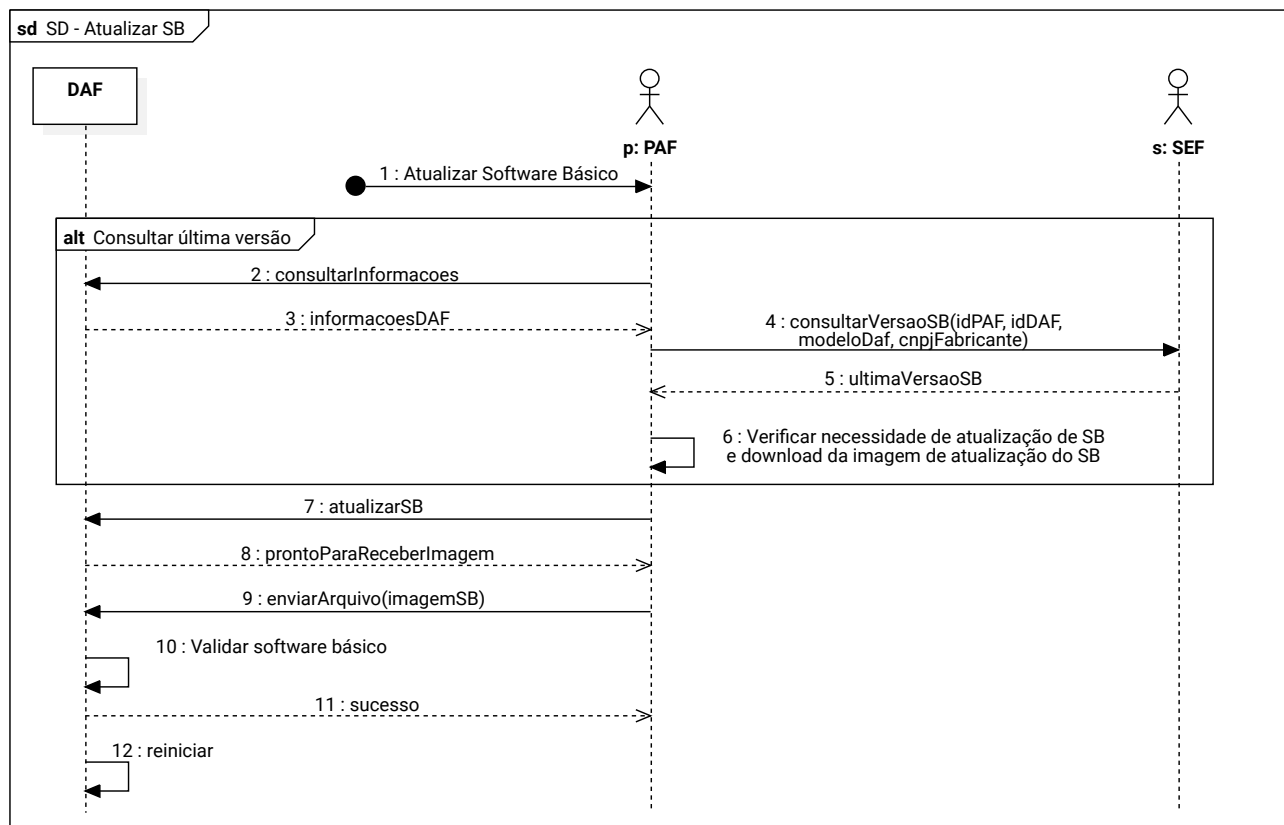 sd SD - Atualizar SB
DAF
p: PAF
s: SEF
1 : Atualizar Software Básico
alt Consultar última versão
2 : consultarInformacoes
3 : informacoesDAF
4 : consultarVersaoSB(idPAF, idDAF,
modeloDaf, cnpjFabricante)
5 : ultimaVersaoSB
6 : Verificar necessidade de atualização de SB
e download da imagem de atualização do SB
7 : atualizarSB
8 : prontoParaReceberImagem
9 : enviarArquivo(imagemSB)
10 : Validar software básico
11 : sucesso
12 : reiniciar